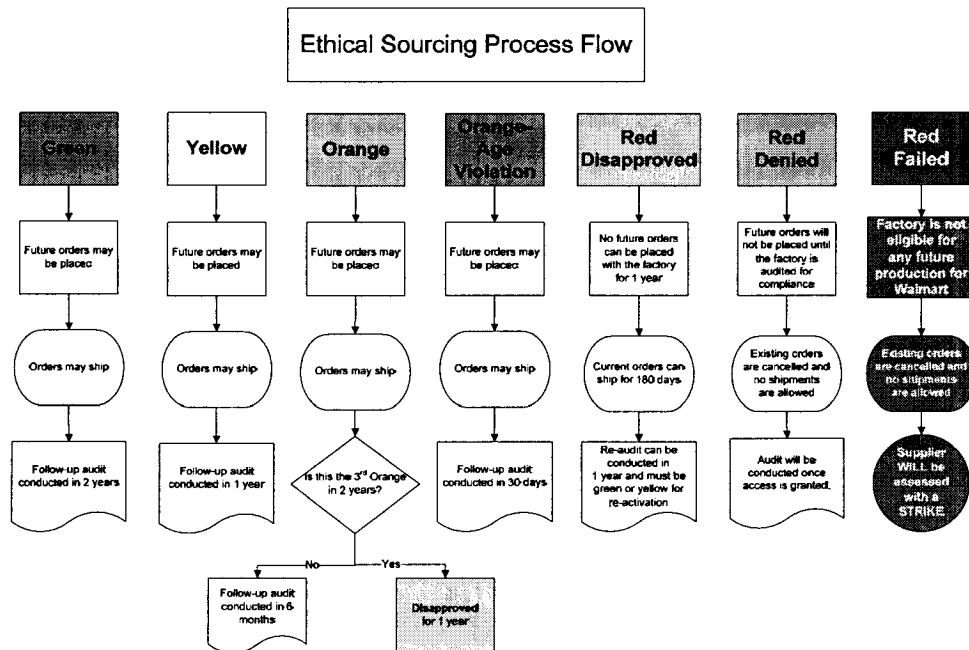 Ethical Sourcing Process Flow
Green
Yellow
Orange
Orange-
Age
Violation
Red
Disapproved
Red
Denied
Red
Failed
Future orders may
be placed
Future orders may
be placed
Future orders may
be placed
Future orders may
be placed
No future orders
can be placed
with the factory
for 1 year
Future orders will
not be placed until
the factory is
audited for
compliance
Factory is not
eligible for
any future
production for
Walmart
Orders may ship
Orders may ship
Orders may ship
Orders may ship
Current orders can
ship for 180 days
Existing orders
are cancelled and
no shipments
are allowed
Existing orders
are cancelled and
no shipments
are allowed
Follow-up audit
conducted in 2 years
Follow-up audit
conducted in 1 year
Is this the 3rd Orange
in 2 years?
Follow-up audit
conducted in 30 days
Re-audit can be
conducted in
1 year and must be
green or yellow for
re-activation
Audit will be
conducted once
access is granted.
Supplier
WILL be
assessed
with a
STRIKE
No
Yes
Follow-up audit
conducted in 6
months
Disapproved
for 1 year